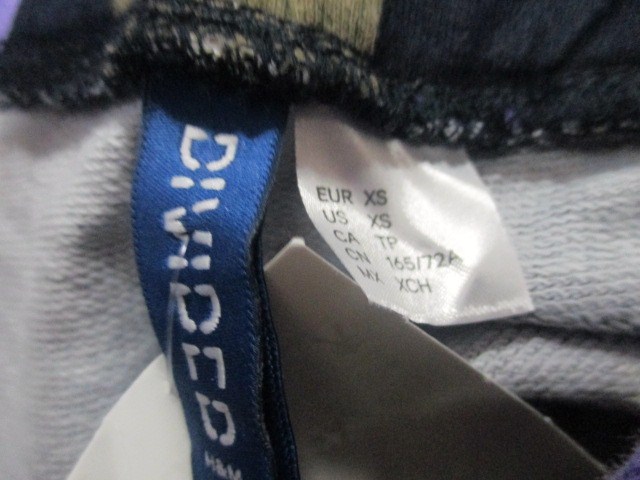 DIVIDED
H&M
EUR XS
US XS
CA TP
CN 165/72A
MX XCH